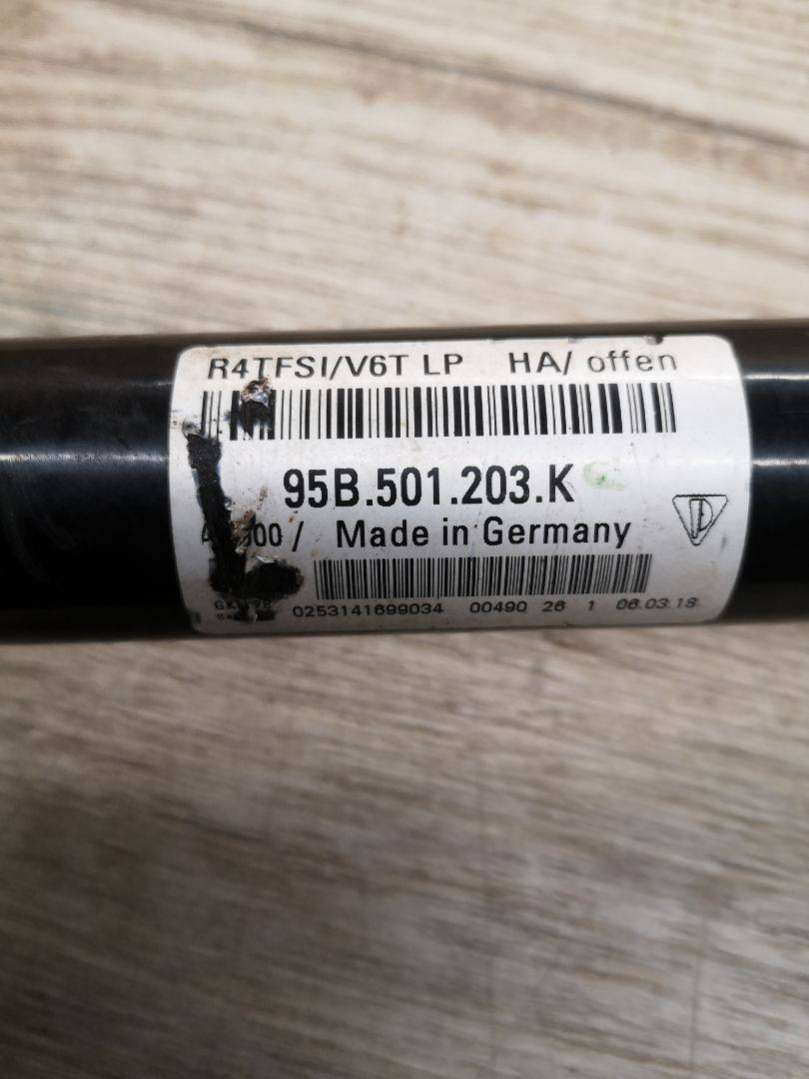 R4TFSI/V6T LP HA/ offen
95B.501.203.K
/ Made in Germany
0253141699034 00490 26 1 06.03.18